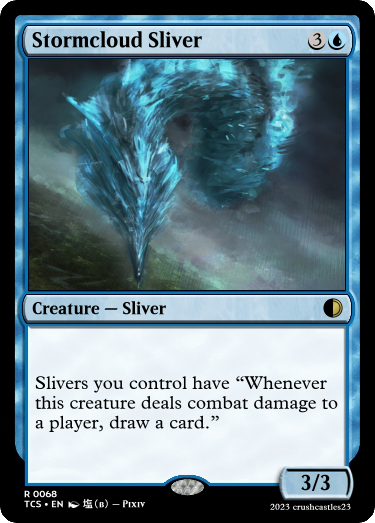 Stormcloud Sliver 3
Creature — Sliver
Slivers you control have “Whenever
this creature deals combat damage to
a player, draw a card.”
3/3
R 0068
TCS • EN 塩(B) — Pixiv
2023 crushcastles23